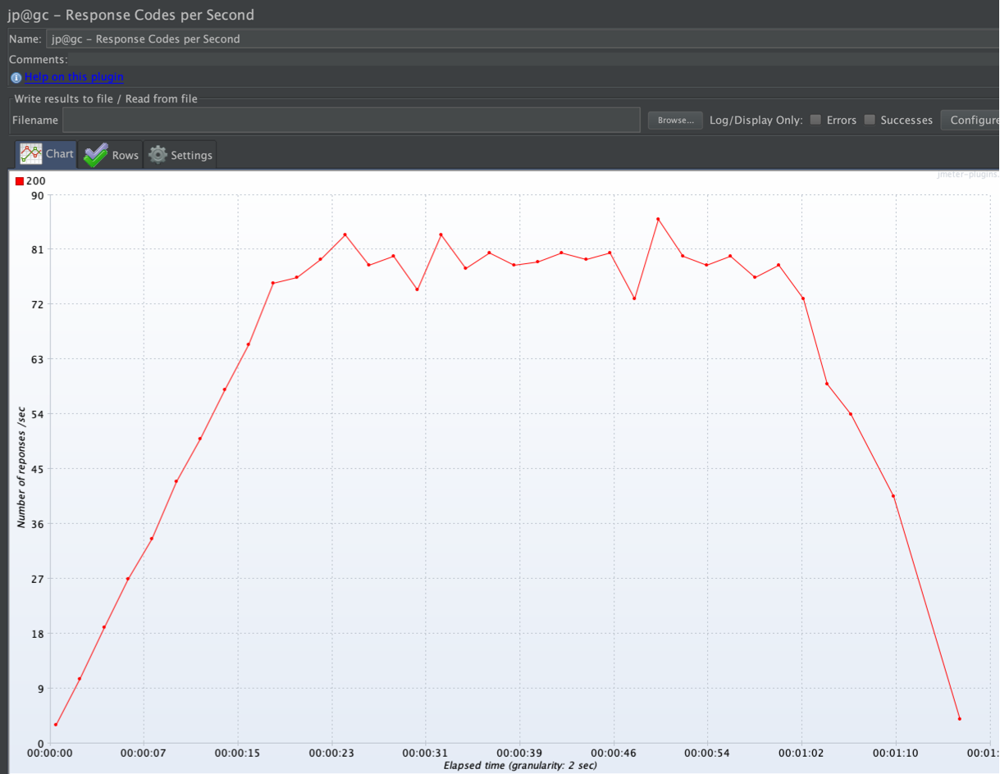 jp@gc – Response Codes per Second
Name: jp@gc – Response Codes per Second
Comments:
Help on this plugin
Write results to file / Read from file
Filename Browse... Log/Display Only: Errors Successes Configure
Chart Rows Settings
jmeter-plugins.
200
90
81
72
63
54
45
36
27
18
9
0
Number of reponses /sec
00:00:00 00:00:07 00:00:15 00:00:23 00:00:31 00:00:39 00:00:46 00:00:54 00:01:02 00:01:10 00:01:
Elapsed time (granularity: 2 sec)